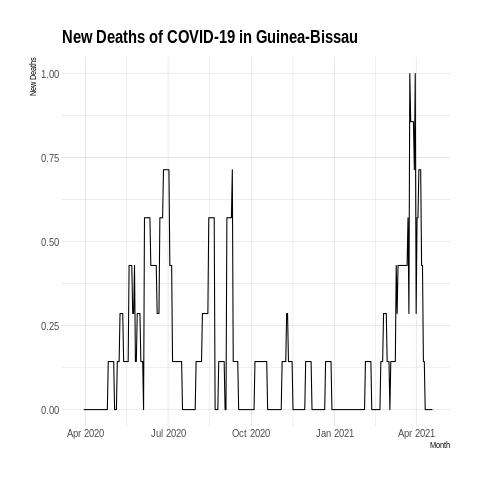 New Deaths of COVID-19 in Guinea-Bissau
New Deaths
1.00
0.75
0.50
0.25
0.00
Apr 2020 Jul 2020 Oct 2020 Jan 2021 Apr 2021
Month